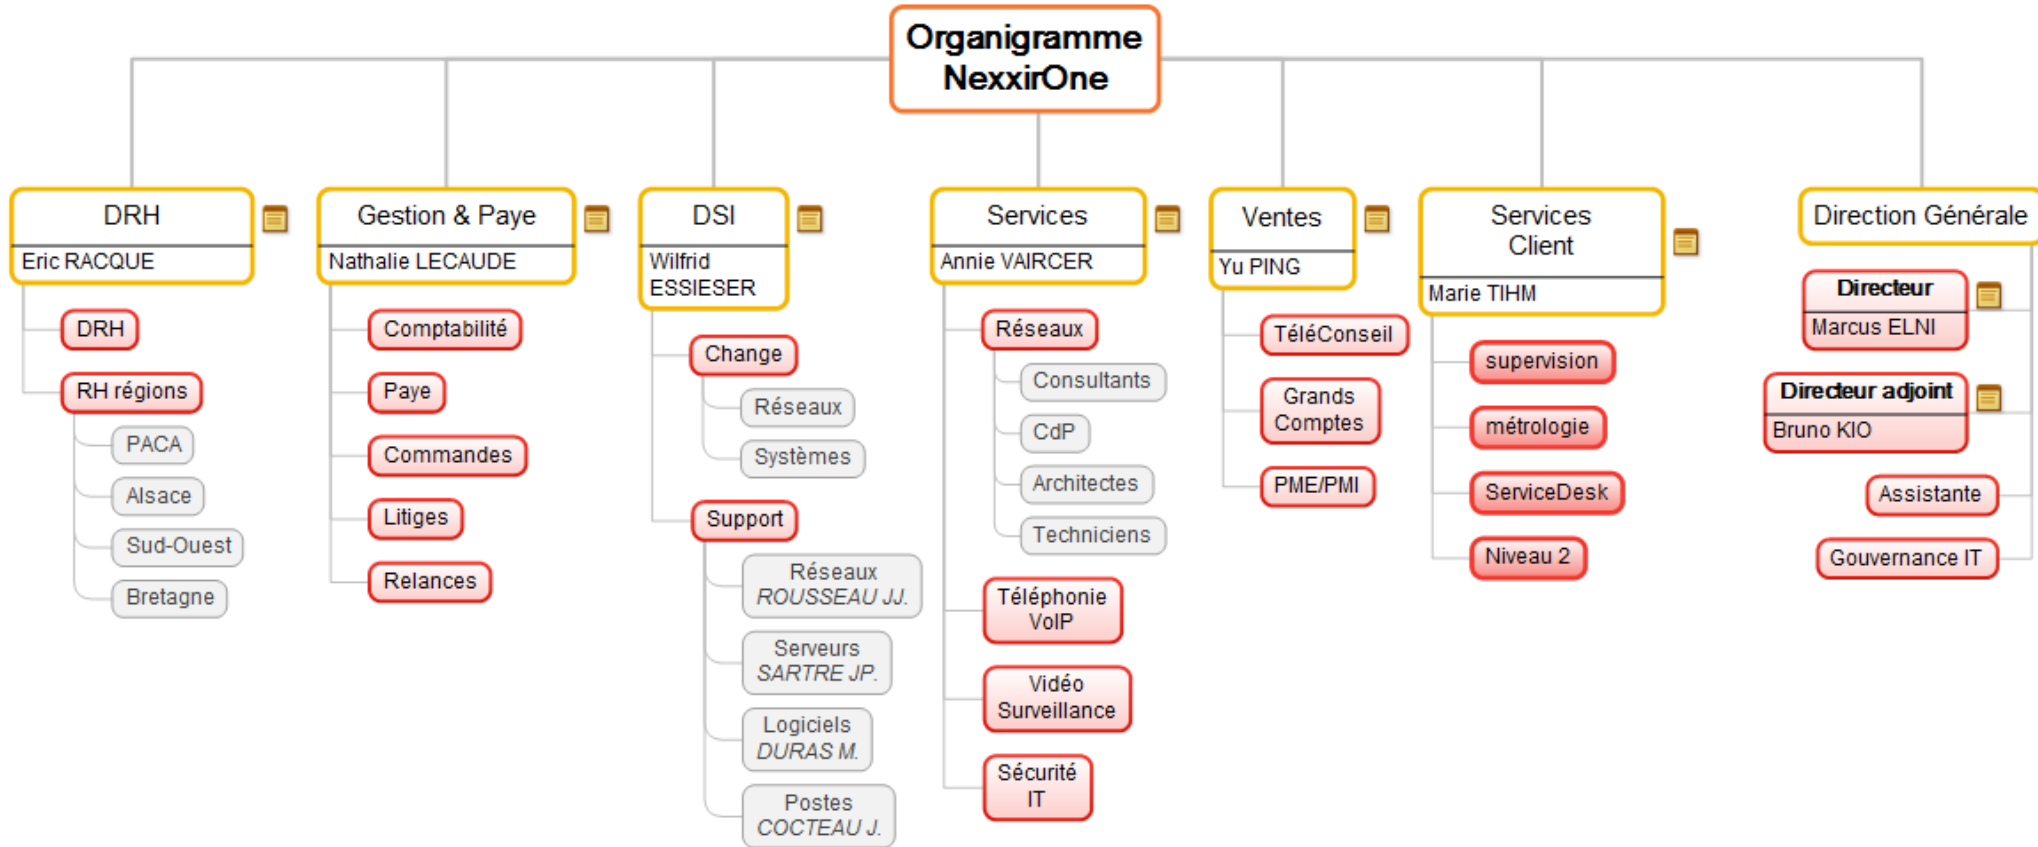 Organigramme
NexxirOne
DRH
Eric RACQUE
DRH
RH régions
PACA
Alsace
Sud-Ouest
Bretagne
Gestion & Paye
Nathalie LECAUDE
Comptabilité
Paye
Commandes
Litiges
Relances
DSI
Wilfrid
ESSIESER
Change
Réseaux
Systèmes
Support
Réseaux
ROUSSEAU JJ.
Serveurs
SARTRE JP.
Logiciels
DURAS M.
Postes
COCTEAU J.
Services
Annie VAIRCER
Réseaux
Consultants
CdP
Architectes
Techniciens
Téléphonie
VoIP
Vidéo
Surveillance
Sécurité
IT
Ventes
Yu PING
TéléConseil
Grands
Comptes
PME/PMI
Services
Client
Marie TIHM
supervision
métrologie
ServiceDesk
Niveau 2
Direction Générale
Directeur
Marcus ELNI
Directeur adjoint
Bruno KIO
Assistante
Gouvernance IT